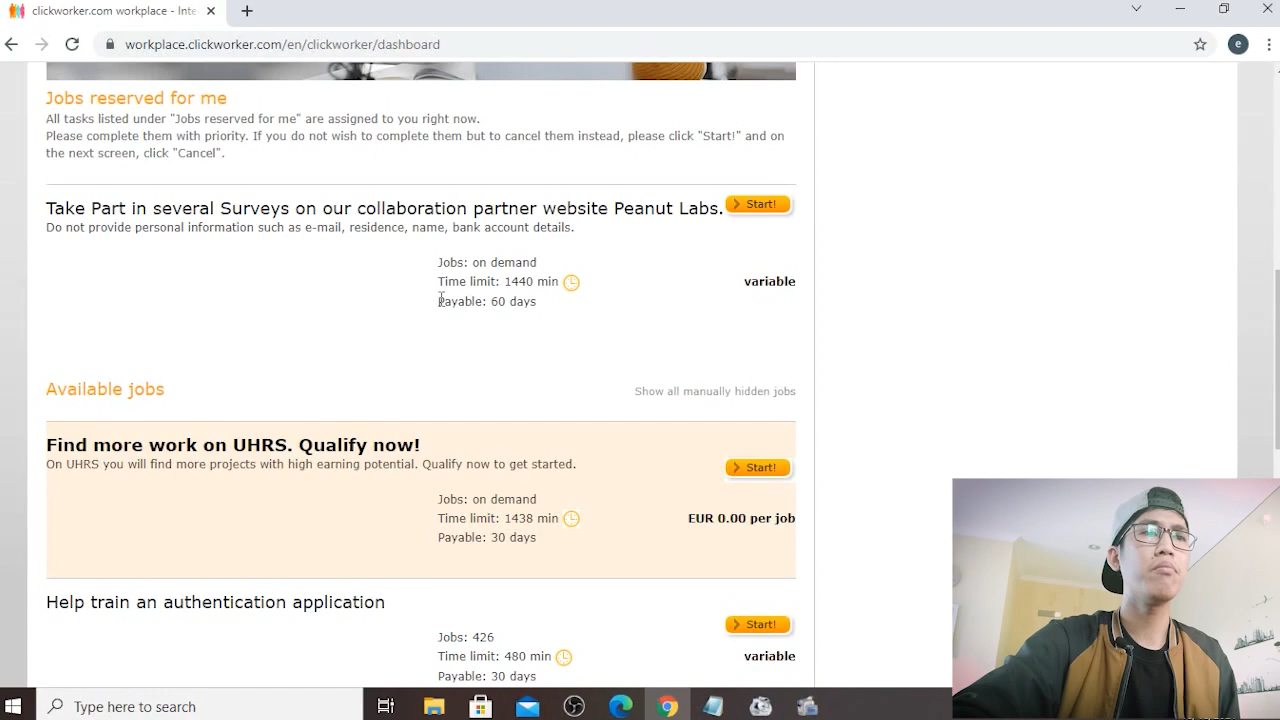 clickworker.com workplace - Inte
workplace.clickworker.com/en/clickworker/dashboard
e
Jobs reserved for me
All tasks listed under "Jobs reserved for me" are assigned to you right now.
Please complete them with priority. If you do not wish to complete them but to cancel them instead, please click "Start!" and on
the next screen, click "Cancel".
Take Part in several Surveys on our collaboration partner website Peanut Labs.
Start!
Do not provide personal information such as e-mail, residence, name, bank account details.
Jobs: on demand
Time limit: 1440 min
variable
Payable: 60 days
Available jobs
Show all manually hidden jobs
Find more work on UHRS. Qualify now!
On UHRS you will find more projects with high earning potential. Qualify now to get started.
Start!
Jobs: on demand
Time limit: 1438 min
EUR 0.00 per job
Payable: 30 days
Help train an authentication application
Start!
Jobs: 426
Time limit: 480 min
variable
Payable: 30 days
Type here to search